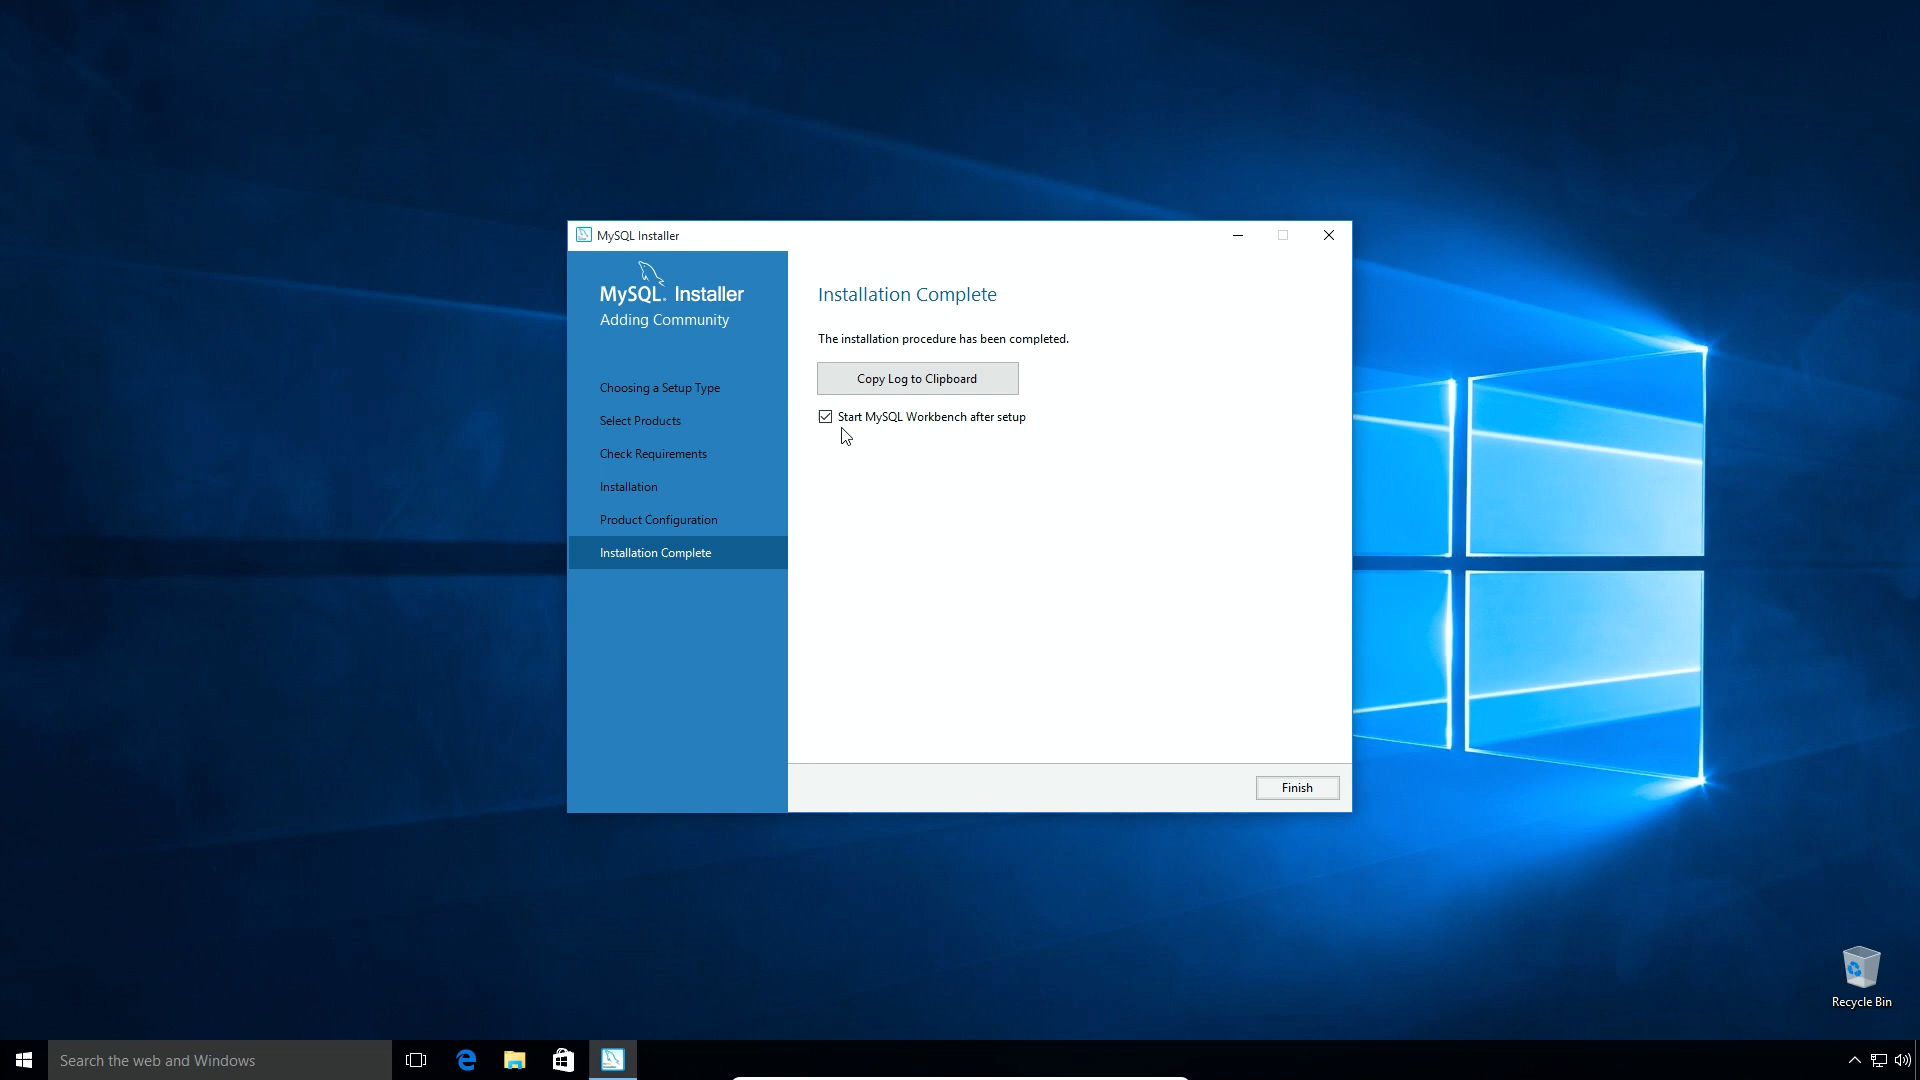 MySQL Installer
MySQL. Installer
Adding Community
Choosing a Setup Type
Select Products
Check Requirements
Installation
Product Configuration
Installation Complete
Installation Complete
The installation procedure has been completed.
Copy Log to Clipboard
Start MySQL Workbench after setup
Finish
Recycle Bin
Search the web and Windows